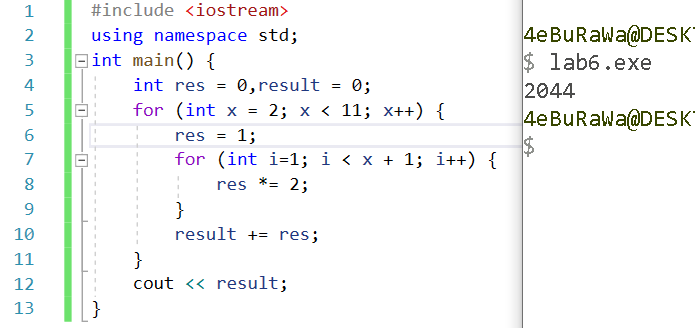 1 #include <iostream>
2 using namespace std;
3 int main() {
4 int res = 0,result = 0;
5 for (int x = 2; x < 11; x++) {
6 res = 1;
7 for (int i=1; i < x + 1; i++) {
8 res *= 2;
9 }
10 result += res;
11 }
12 cout << result;
13 }
4eBuRaWa@DESKT
$ lab6.exe
2044
4eBuRaWa@DESKT
$